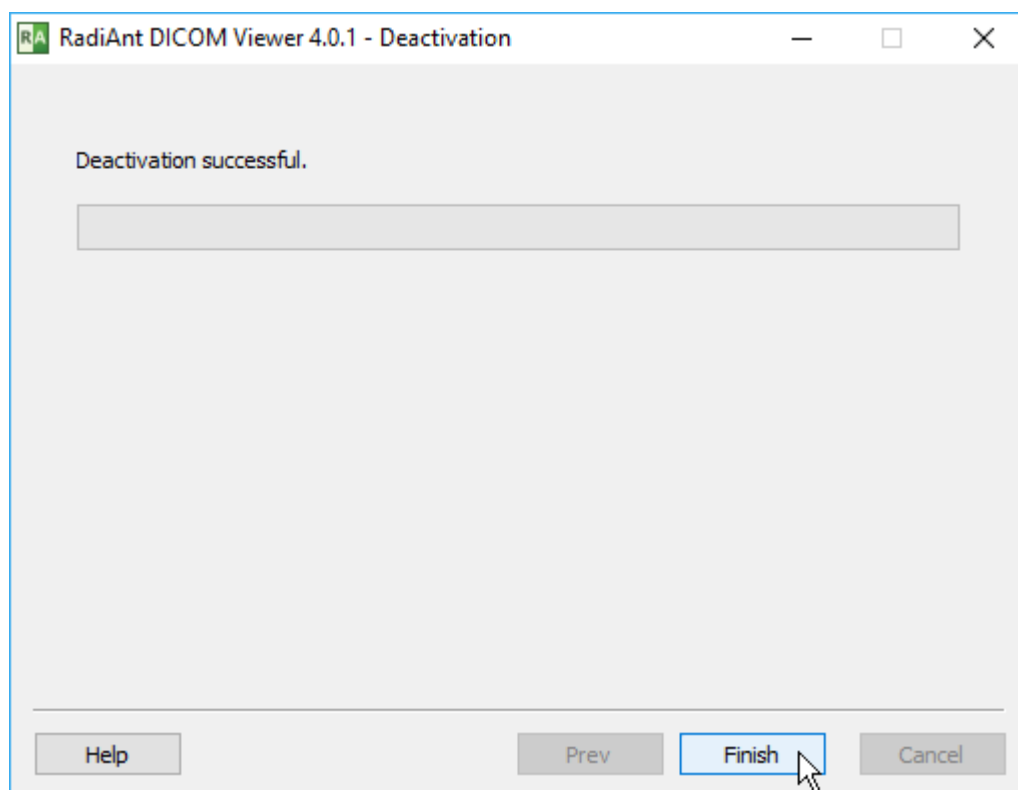 RA RadiAnt DICOM Viewer 4.0.1 - Deactivation
Deactivation successful.
Help Prev Finish Cancel